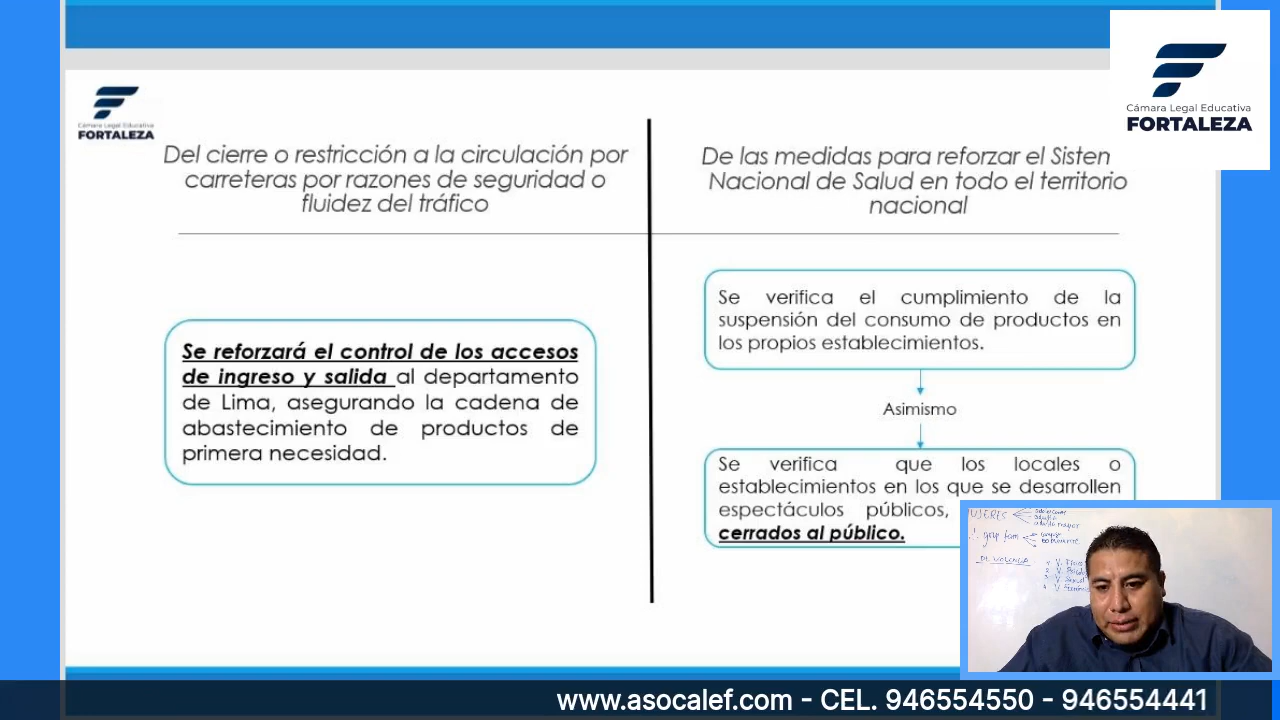 Cámara Legal Educativa
FORTALEZA
Cámara Legal Educativa
FORTALEZA
Del cierre o restricción a la circulación por
carreteras por razones de seguridad o
fluidez del tráfico
De las medidas para reforzar el Sisten
Nacional de Salud en todo el territorio
nacional
Se reforzará el control de los accesos
de ingreso y salida al departamento
de Lima, asegurando la cadena de
abastecimiento de productos de
primera necesidad.
Se verifica el cumplimiento de la
suspensión del consumo de productos en
los propios establecimientos.
Asimismo
Se verifica que los locales o
establecimientos en los que se desarrollen
espectáculos públicos,
cerrados al público.
www.asocalef.com - CEL. 946554550 - 946554441